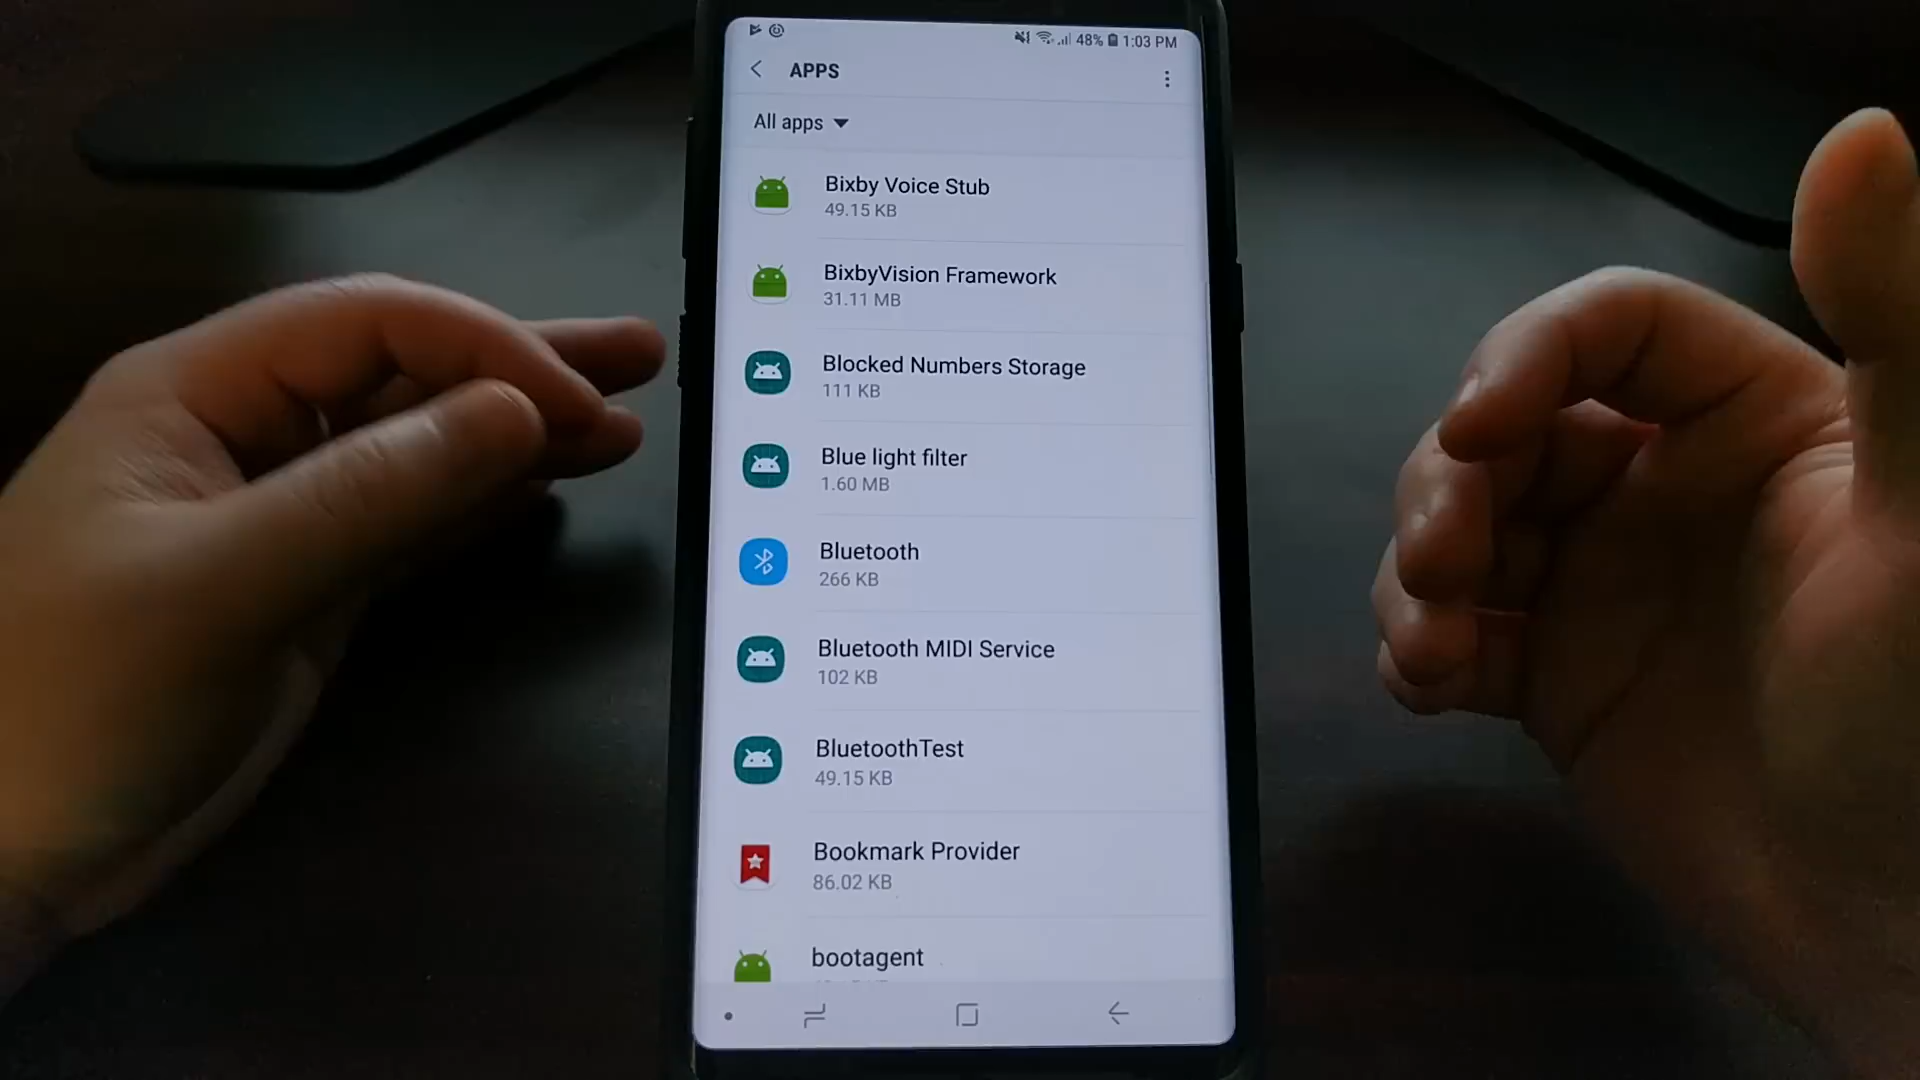 48% 1:03 PM
APPS
All apps
Bixby Voice Stub
49.15 KB
BixbyVision Framework
31.11 MB
Blocked Numbers Storage
111 KB
Blue light filter
1.60 MB
Bluetooth
266 KB
Bluetooth MIDI Service
102 KB
BluetoothTest
49.15 KB
Bookmark Provider
86.02 KB
bootagent